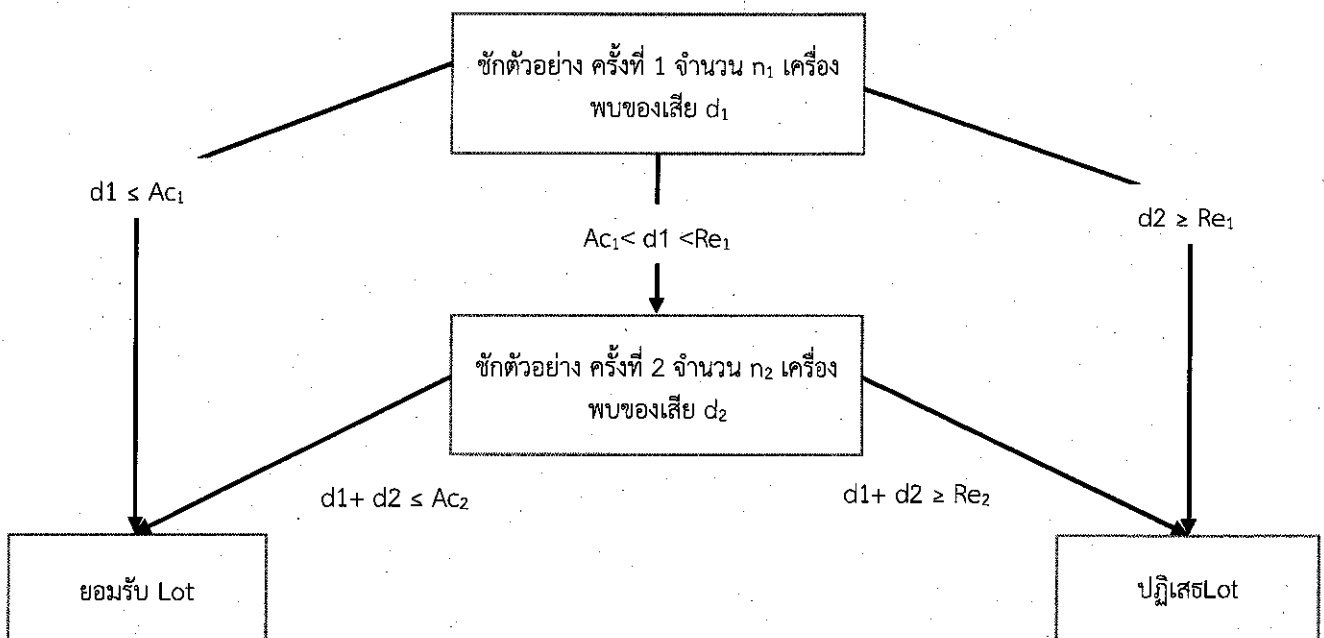 ชักตัวอย่าง ครั้งที่ 1 จำนวน n₁ เครื่อง
พบของเสีย d₁
d1 ≤ Ac₁
Ac₁< d1 <Re₁
d2 ≥ Re₁
ชักตัวอย่าง ครั้งที่ 2 จำนวน n₂ เครื่อง
พบของเสีย d₂
d1+ d2 ≤ Ac₂
d1+ d2 ≥ Re₂
ยอมรับ Lot
ปฏิเสธLot